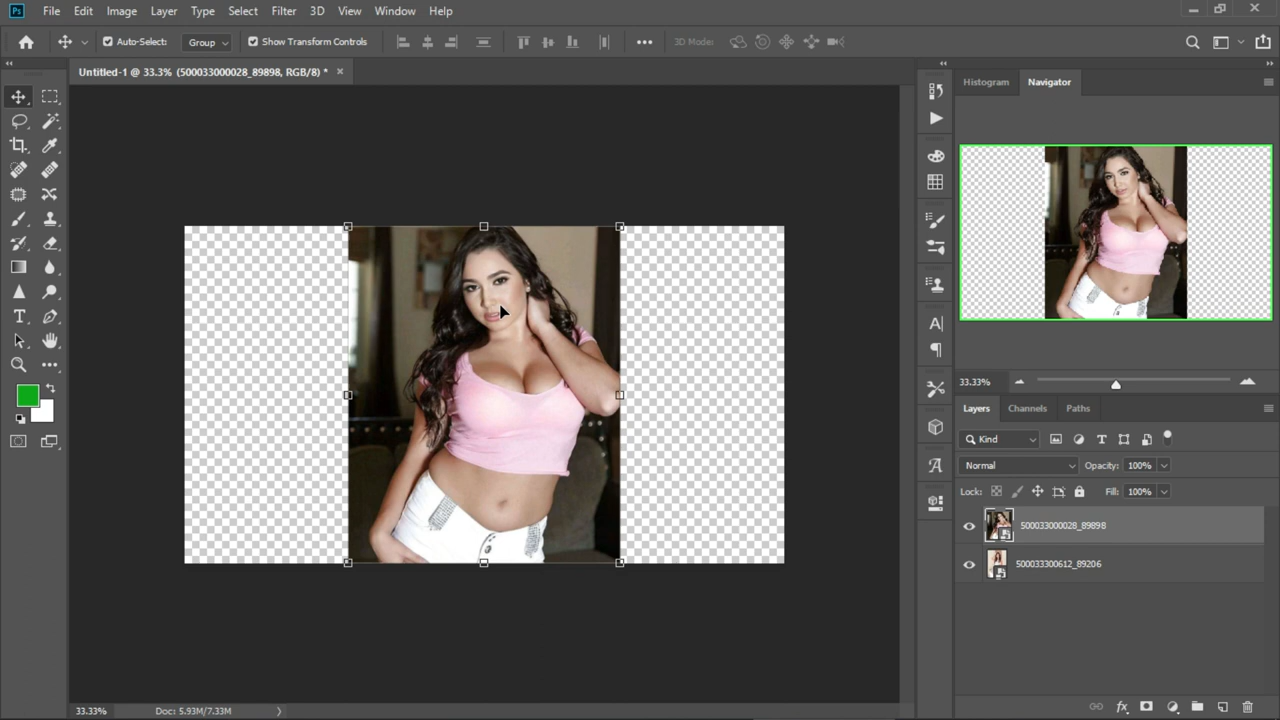 Ps File Edit Image Layer Type Select Filter 3D View Window Help
Auto-Select: Group Show Transform Controls 3D Mode:
Untitled-1 @ 33.3% (500033000028_89898, RGB/8) *
Histogram Navigator
33.33%
Layers Channels Paths
Kind
Normal Opacity: 100%
Lock: Fill: 100%
500033000028_89898
500033300612_89206
33.33% Doc: 5.93M/7.33M